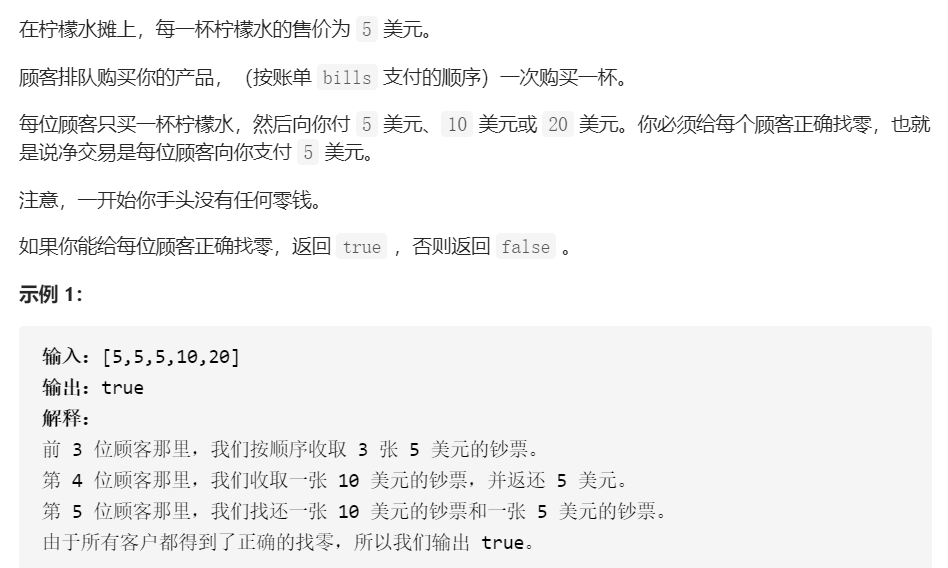 在柠檬水摊上，每一杯柠檬水的售价为 5 美元。
顾客排队购买你的产品，（按账单 bills 支付的顺序）一次购买一杯。
每位顾客只买一杯柠檬水，然后向你付 5 美元、10 美元或 20 美元。你必须给每个顾客正确找零，也就
是说净交易是每位顾客向你支付 5 美元。
注意，一开始你手头没有任何零钱。
如果你能给每位顾客正确找零，返回 true ，否则返回 false 。
示例 1：
输入：[5,5,5,10,20]
输出：true
解释：
前 3 位顾客那里，我们按顺序收取 3 张 5 美元的钞票。
第 4 位顾客那里，我们收取一张 10 美元的钞票，并返还 5 美元。
第 5 位顾客那里，我们找还一张 10 美元的钞票和一张 5 美元的钞票。
由于所有客户都得到了正确的找零，所以我们输出 true。